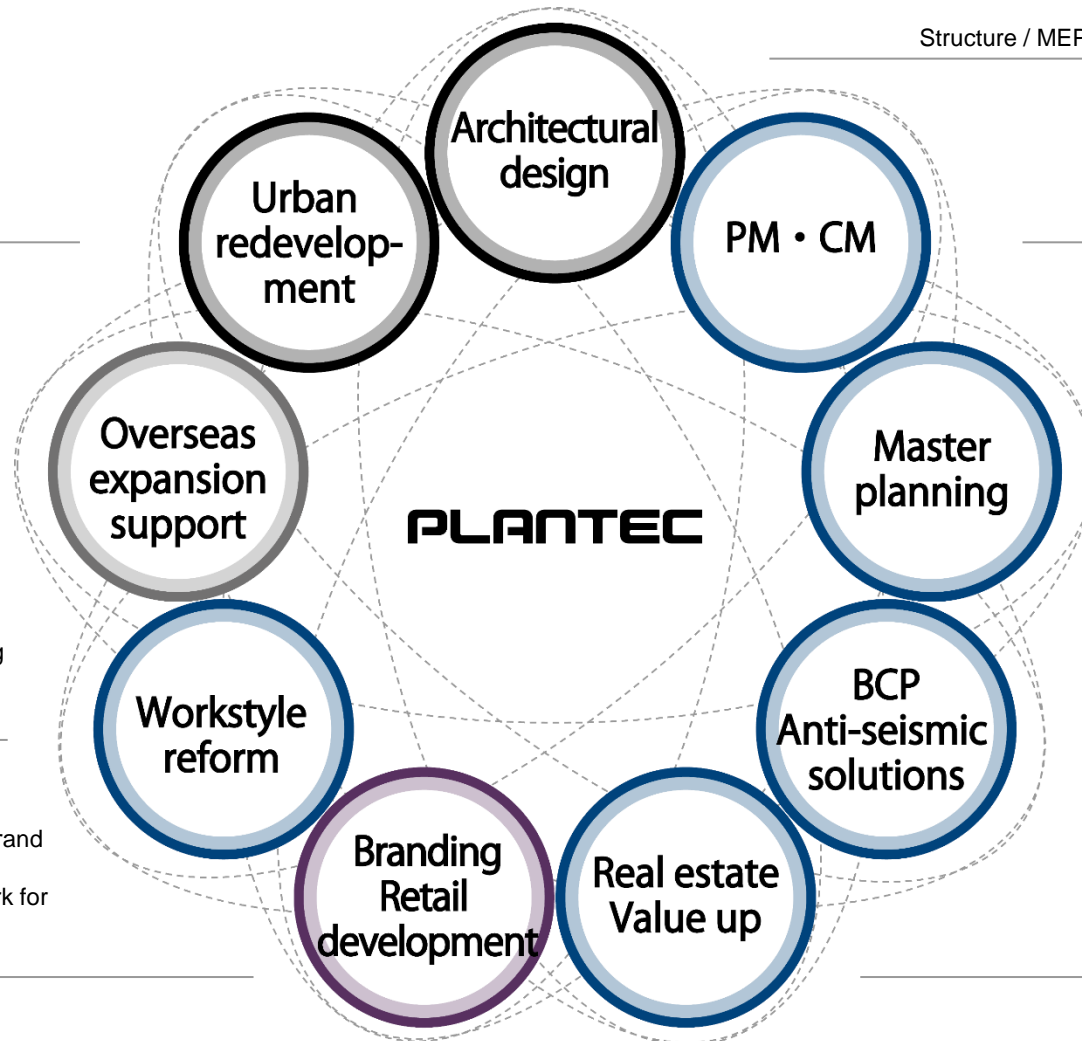 Structure / MEP
Architectural
design
Urban
redevelop-
ment
PM・CM
Overseas
expansion
support
Master
planning
PLANTEC
Workstyle
reform
BCP
Anti-seismic
solutions
Branding
Retail
development
Real estate
Value up
k for